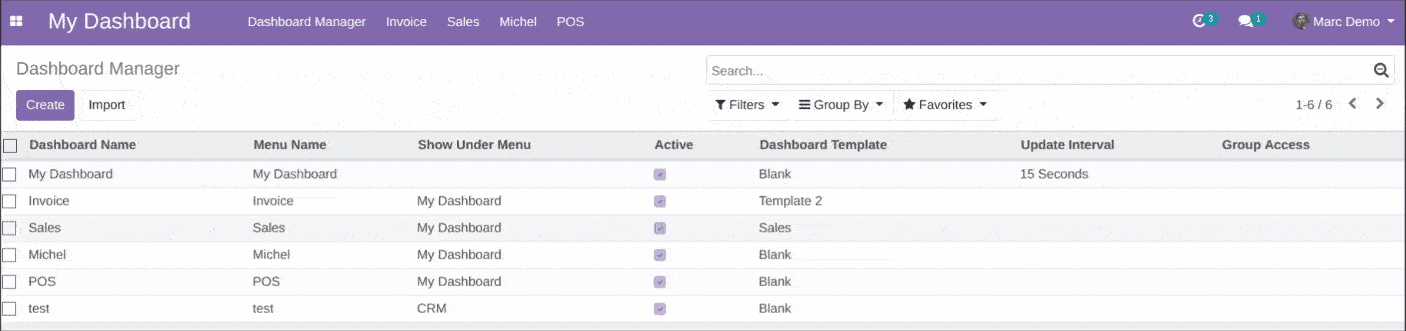 My Dashboard Dashboard Manager Invoice Sales Michel POS 3 1 Marc Demo
Dashboard Manager Search...
Create Import Filters Group By Favorites 1-6 / 6
Dashboard Name Menu Name Show Under Menu Active Dashboard Template Update Interval Group Access
My Dashboard My Dashboard Blank 15 Seconds
Invoice Invoice My Dashboard Template 2
Sales Sales My Dashboard Sales
Michel Michel My Dashboard Blank
POS POS My Dashboard Blank
test test CRM Blank